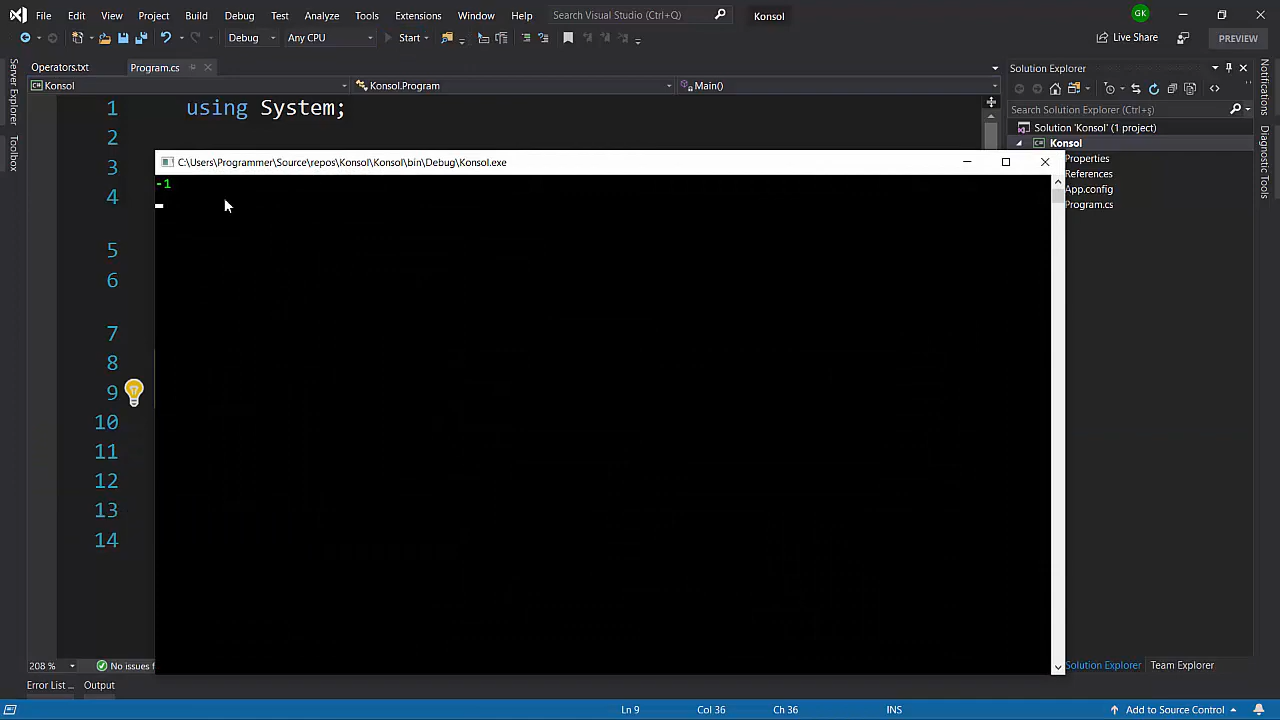 File Edit View Project Build Debug Test Analyze Tools Extensions Window Help Search Visual Studio (Ctrl+Q) Konsol GK
Debug Any CPU Start Live Share PREVIEW
Operators.txt Program.cs
Konsol Konsol.Program Main()
Server Explorer
Toolbox
1 using System;
2
3
4
5
6
7
8
9
10
11
12
13
14
C:\Users\Programmer\Source\repos\Konsol\Konsol\bin\Debug\Konsol.exe
-1
Solution Explorer
Search Solution Explorer (Ctrl+ş)
Solution 'Konsol' (1 project)
C# Konsol
Properties
References
App.config
Program.cs
Notifications
Diagnostic Tools
208 % No issues f
Solution Explorer Team Explorer
Error List ... Output
Ln 9 Col 36 Ch 36 INS Add to Source Control